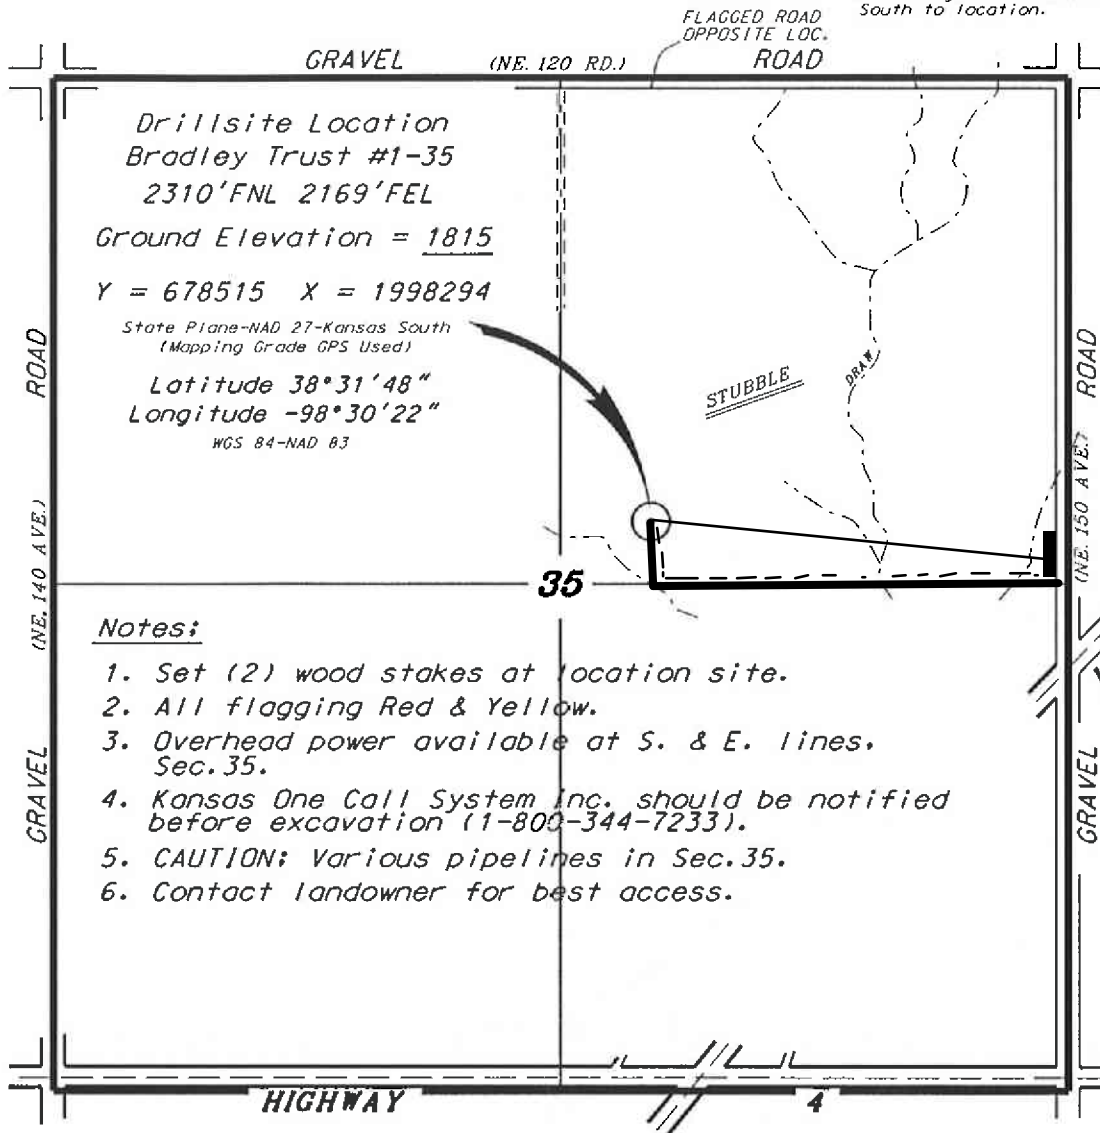 South to location.
FLAGGED ROAD
OPPOSITE LOC.
GRAVEL (NE. 120 RD.) ROAD
Drillsite Location
Bradley Trust #1-35
2310'FNL 2169'FEL
Ground Elevation = 1815
Y = 678515 X = 1998294
State Plane-NAD 27-Kansas South
(Mapping Grade GPS Used)
Latitude 38°31'48"
Longitude -98°30'22"
WGS 84-NAD 83
STUBBLE
DRAW
ROAD
(NE. 140 AVE.)
GRAVEL
ROAD
(NE. 150 AVE.)
GRAVEL
35
Notes:
1. Set (2) wood stakes at location site.
2. All flagging Red & Yellow.
3. Overhead power available at S. & E. lines,
Sec.35.
4. Kansas One Call System Inc. should be notified
before excavation (1-800-344-7233).
5. CAUTION: Various pipelines in Sec.35.
6. Contact landowner for best access.
HIGHWAY 4